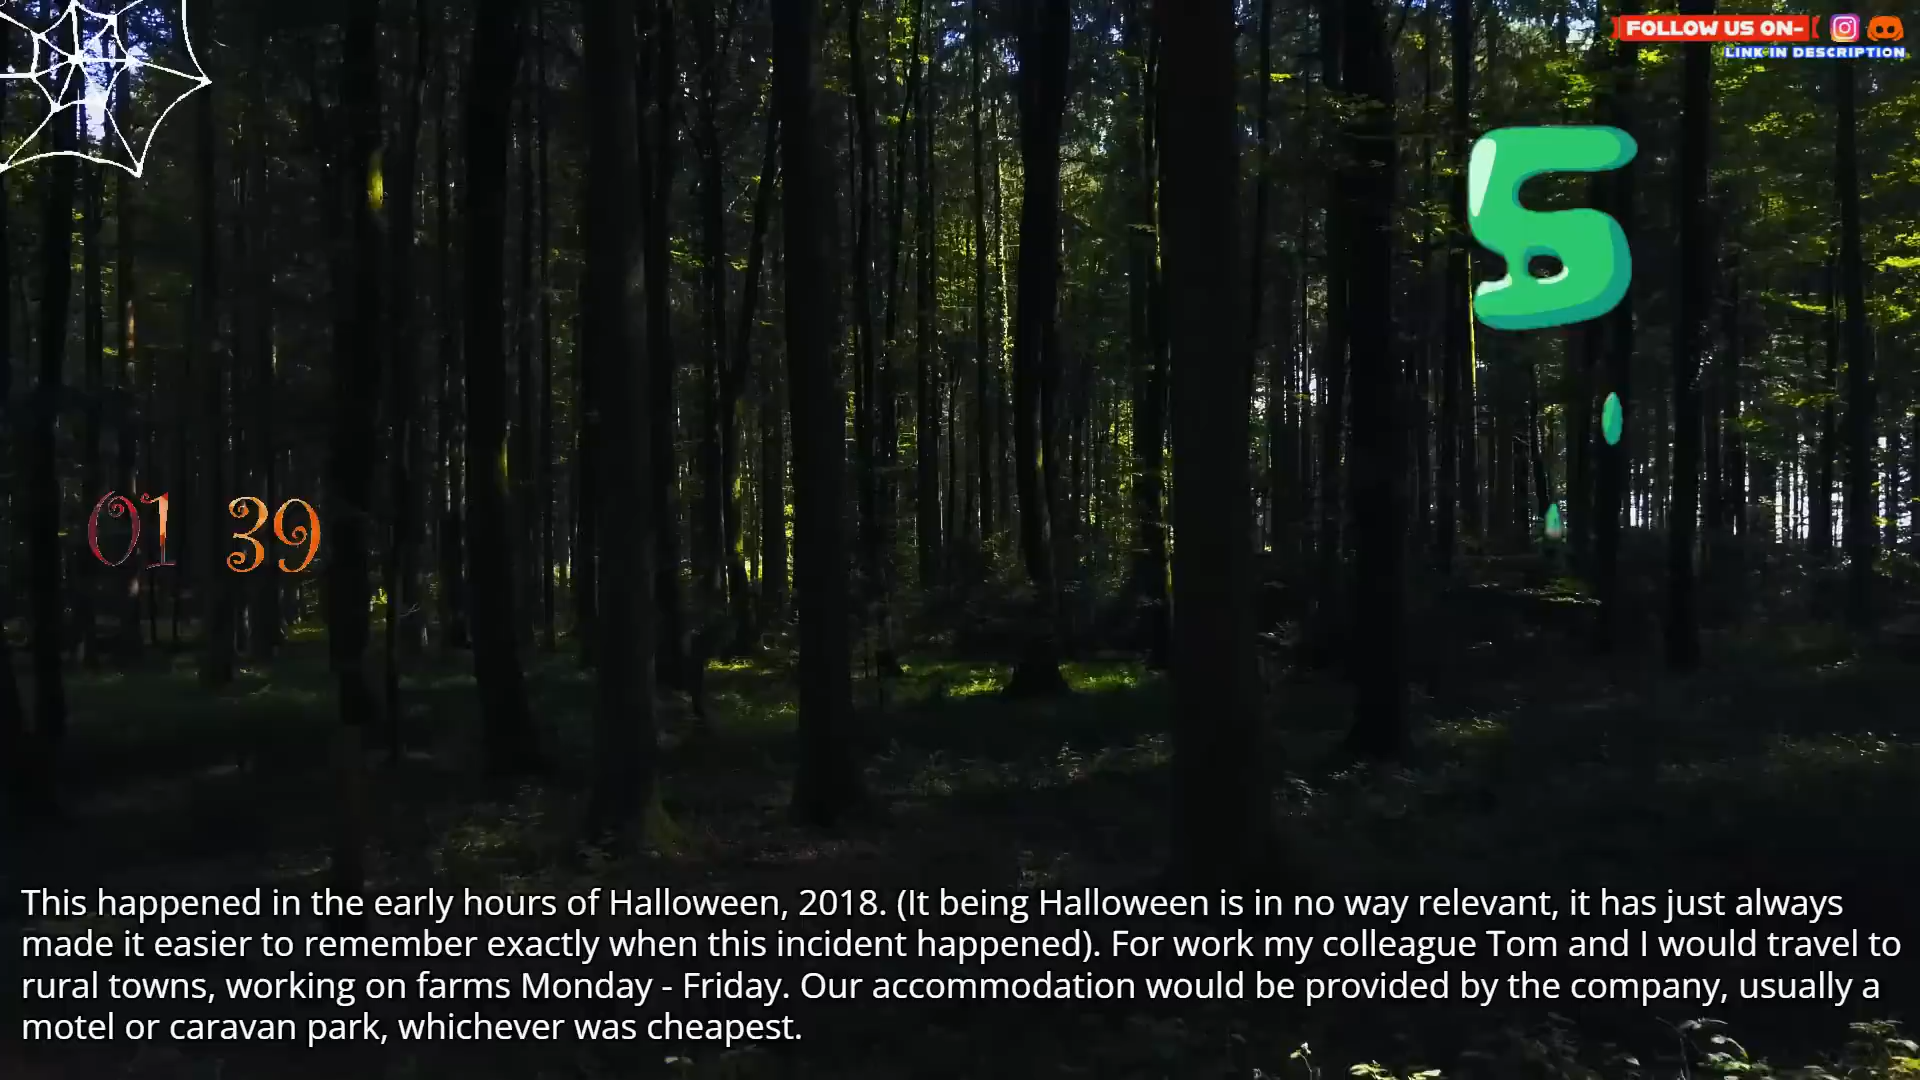 FOLLOW US ON-
LINK IN DESCRIPTION
5
01 39
This happened in the early hours of Halloween, 2018. (It being Halloween is in no way relevant, it has just always
made it easier to remember exactly when this incident happened). For work my colleague Tom and I would travel to
rural towns, working on farms Monday - Friday. Our accommodation would be provided by the company, usually a
motel or caravan park, whichever was cheapest.